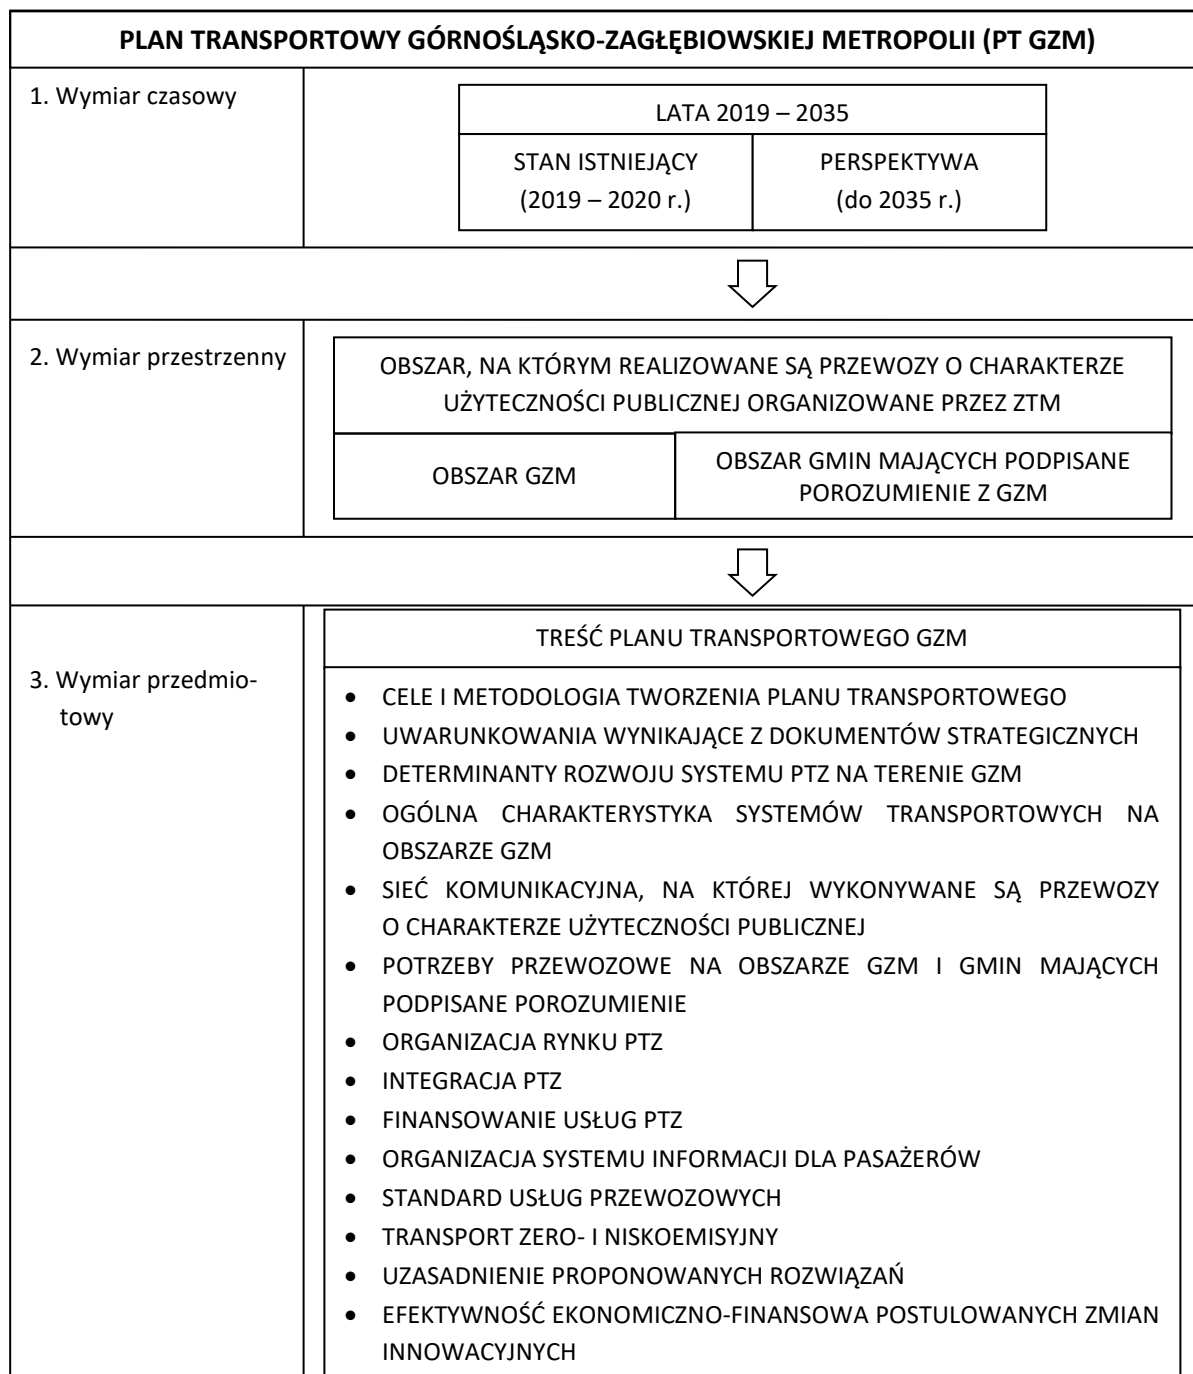 PLAN TRANSPORTOWY GÓRNOŚLĄSKO-ZAGŁĘBIOWSKIEJ METROPOLII (PT GZM)
1. Wymiar czasowy
LATA 2019 – 2035
STAN ISTNIEJĄCY
(2019 – 2020 r.)
PERSPEKTYWA
(do 2035 r.)
2. Wymiar przestrzenny
OBSZAR, NA KTÓRYM REALIZOWANE SĄ PRZEWOZY O CHARAKTERZE
UŻYTECZNOŚCI PUBLICZNEJ ORGANIZOWANE PRZEZ ZTM
OBSZAR GZM
OBSZAR GMIN MAJĄCYCH PODPISANE
POROZUMIENIE Z GZM
3. Wymiar przedmio-
towy
TREŚĆ PLANU TRANSPORTOWEGO GZM
• CELE I METODOLOGIA TWORZENIA PLANU TRANSPORTOWEGO
• UWARUNKOWANIA WYNIKAJĄCE Z DOKUMENTÓW STRATEGICZNYCH
• DETERMINANTY ROZWOJU SYSTEMU PTZ NA TERENIE GZM
• OGÓLNA CHARAKTERYSTYKA SYSTEMÓW TRANSPORTOWYCH NA
OBSZARZE GZM
• SIEĆ KOMUNIKACYJNA, NA KTÓREJ WYKONYWANE SĄ PRZEWOZY
O CHARAKTERZE UŻYTECZNOŚCI PUBLICZNEJ
• POTRZEBY PRZEWOZOWE NA OBSZARZE GZM I GMIN MAJĄCYCH
PODPISANE POROZUMIENIE
• ORGANIZACJA RYNKU PTZ
• INTEGRACJA PTZ
• FINANSOWANIE USŁUG PTZ
• ORGANIZACJA SYSTEMU INFORMACJI DLA PASAŻERÓW
• STANDARD USŁUG PRZEWOZOWYCH
• TRANSPORT ZERO- I NISKOEMISYJNY
• UZASADNIENIE PROPONOWANYCH ROZWIĄZAŃ
• EFEKTYWNOŚĆ EKONOMICZNO-FINANSOWA POSTULOWANYCH ZMIAN
INNOWACYJNYCH